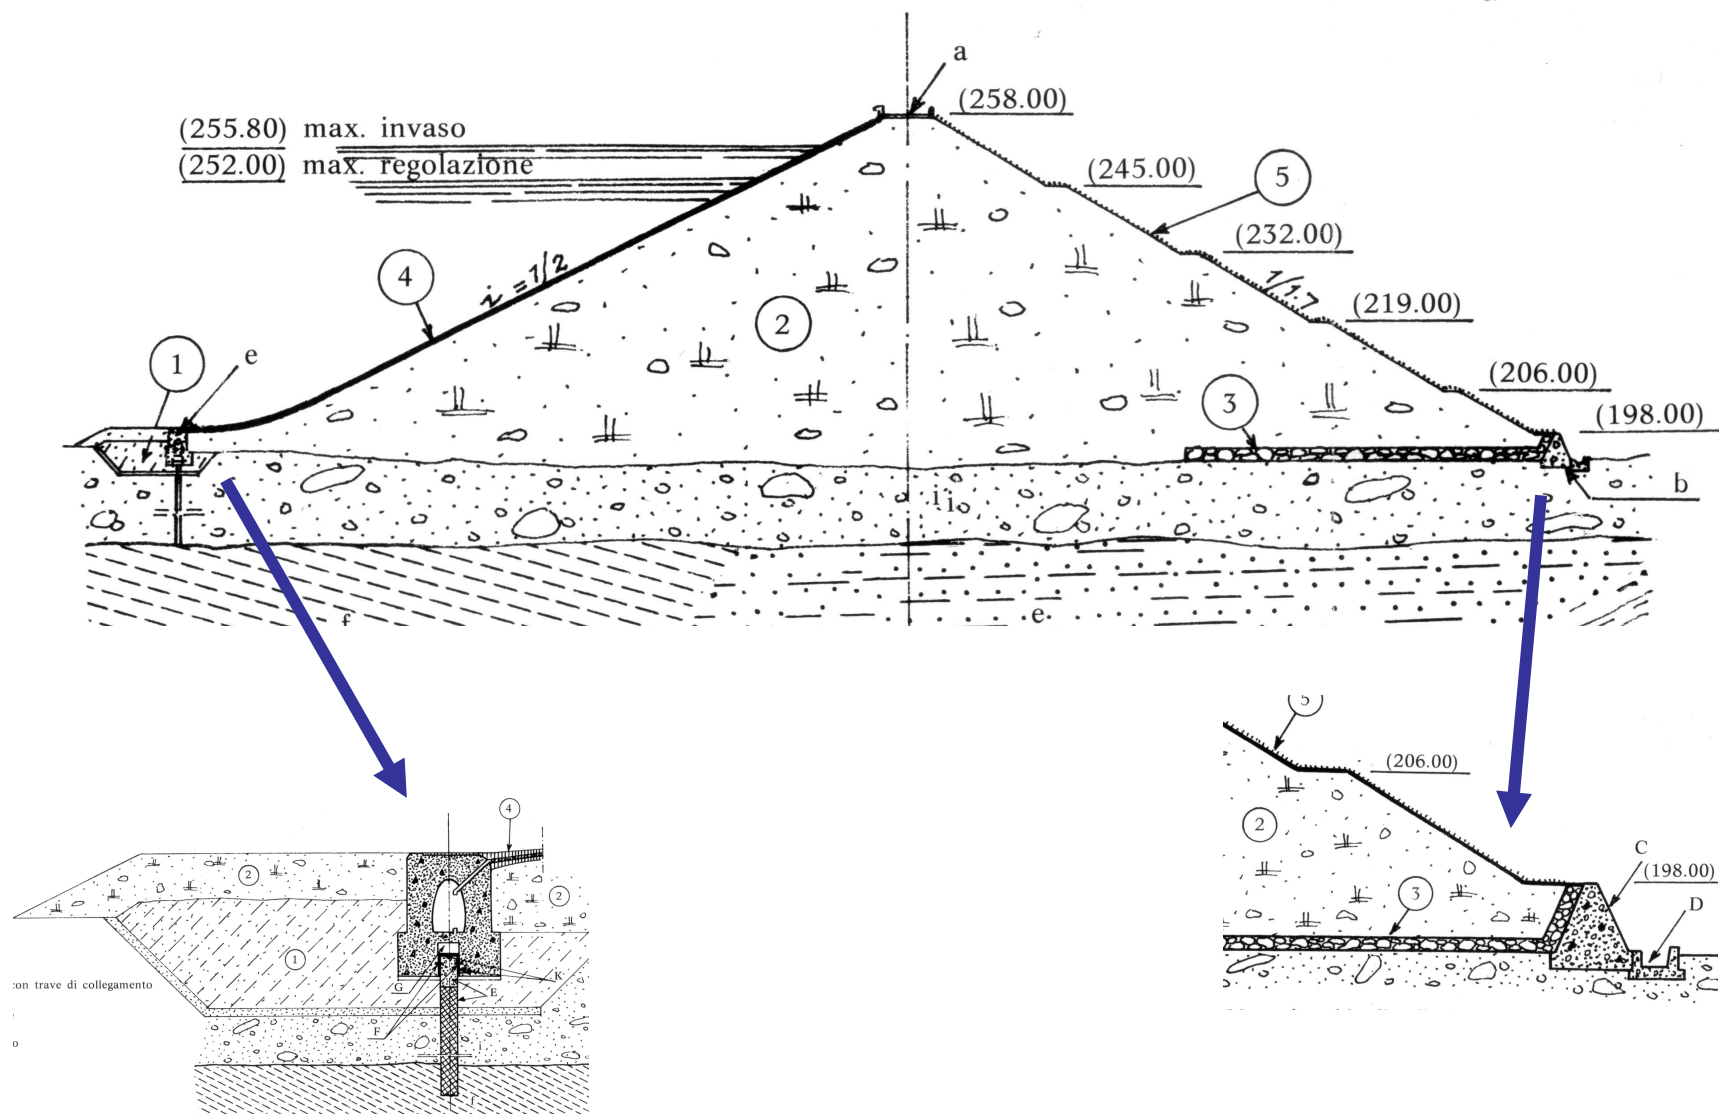 a
(258.00)
(255.80) max. invaso
(252.00) max. regolazione
(245.00)
5
(232.00)
4
i = 1/2
1/1.7
2
(219.00)
1
e
(206.00)
3
(198.00)
b
i i
f
e
5
(206.00)
4
2
C
(198.00)
2
2
3
D
1
con trave di collegamento
G
J
K
E
F
o
i
f